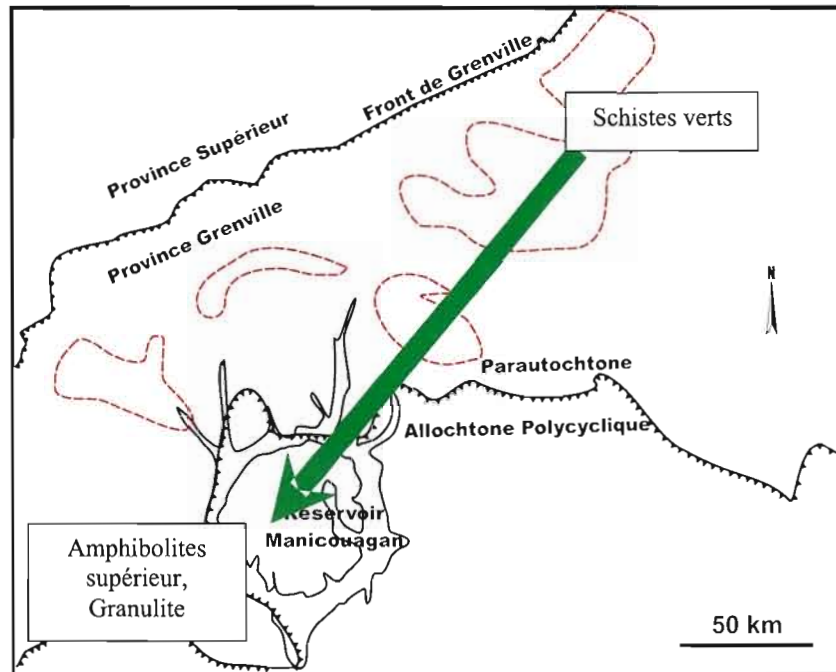 Front de Grenville
Schistes verts
Province Supérieur
Province Grenville
N
Parautochtone
Allochtone Polycyclique
Réservoir
Manicouagan
Amphibolites
supérieur,
Granulite
50 km